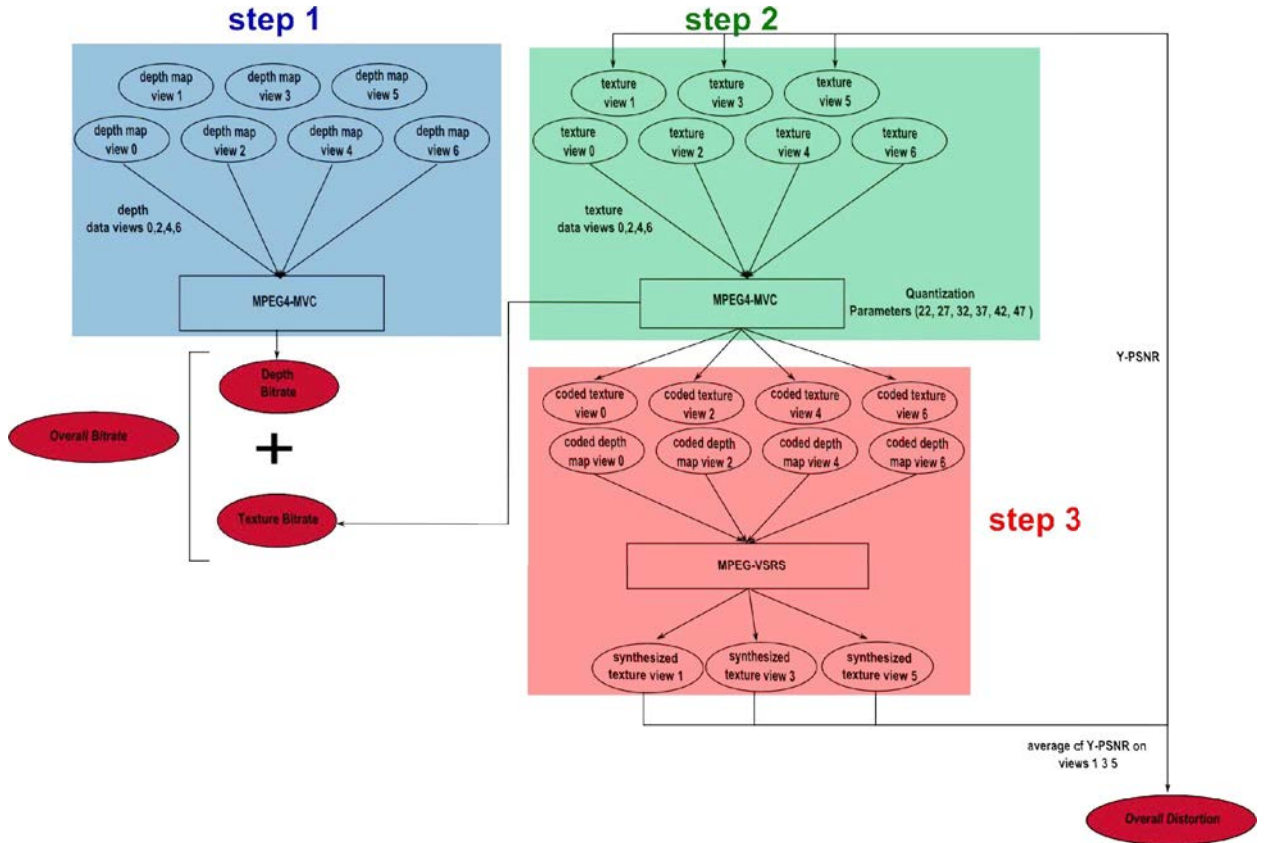 step 1
step 2
depth map
view 1
depth map
view 3
depth map
view 5
depth map
view 0
depth map
view 2
depth map
view 4
depth map
view 6
depth
data views 0,2,4,6
MPEG4-MVC
texture
view 1
texture
view 3
texture
view 5
texture
view 0
texture
view 2
texture
view 4
texture
view 6
texture
data views 0,2,4,6
MPEG4-MVC
Quantization
Parameters (22, 27, 32, 37, 42, 47 )
Y-PSNR
Depth
Bitrate
Overall Bitrate
+
Texture Bitrate
coded texture
view 0
coded texture
view 2
coded texture
view 4
coded texture
view 6
coded depth
map view 0
coded depth
map view 2
coded depth
map view 4
coded depth
map view 6
step 3
MPEG-VSRS
synthesized
texture view 1
synthesized
texture view 3
synthesized
texture view 5
average cf Y-PSNR on
views 1 3 5
Overall Distortion